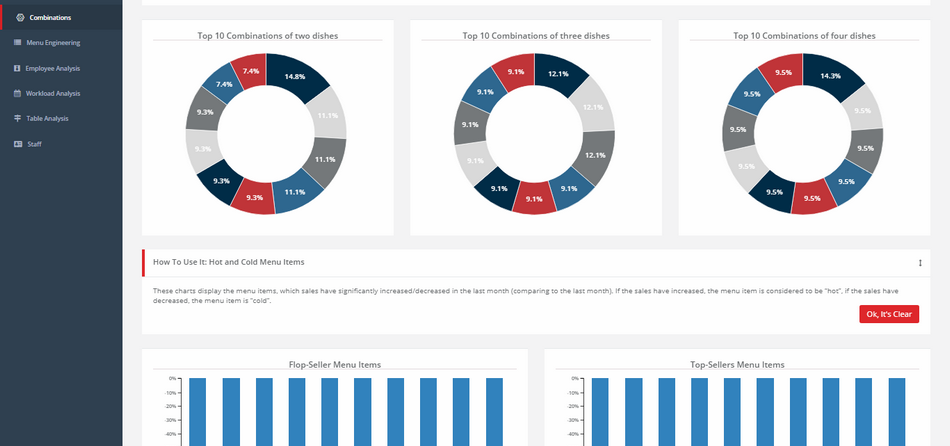 Combinations
Menu Engineering
Employee Analysis
Workload Analysis
Table Analysis
Staff
Top 10 Combinations of two dishes
14.8%
11.1%
11.1%
11.1%
9.3%
9.3%
9.3%
9.3%
7.4%
7.4%
Top 10 Combinations of three dishes
12.1%
12.1%
12.1%
9.1%
9.1%
9.1%
9.1%
9.1%
9.1%
9.1%
Top 10 Combinations of four dishes
14.3%
9.5%
9.5%
9.5%
9.5%
9.5%
9.5%
9.5%
9.5%
9.5%
How To Use It: Hot and Cold Menu Items
These charts display the menu items, which sales have significantly increased/decreased in the last month (comparing to the last month). If the sales have increased, the menu item is considered to be "hot", if the sales have
decreased, the menu item is "cold".
Ok, It's Clear
Flop-Seller Menu Items
0%
-10%
-20%
-30%
-40%
Top-Sellers Menu Items
0%
-10%
-20%
-30%
-40%